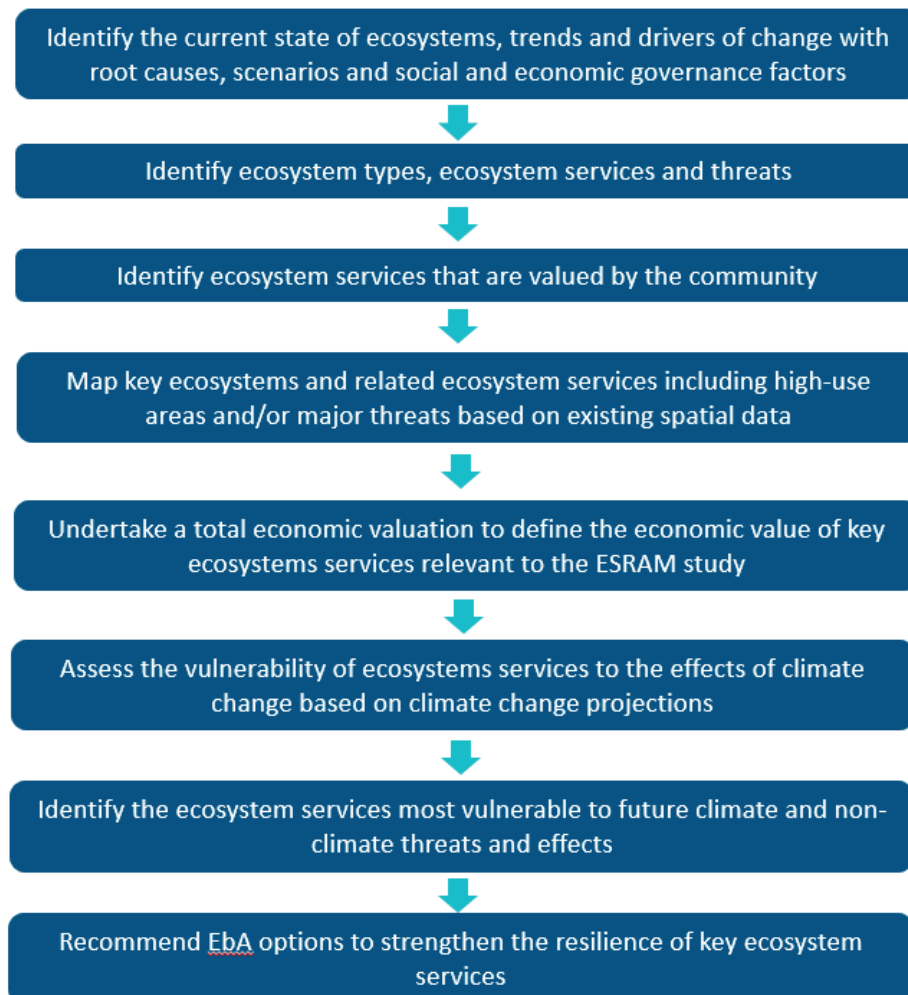 Identify the current state of ecosystems, trends and drivers of change with
root causes, scenarios and social and economic governance factors
Identify ecosystem types, ecosystem services and threats
Identify ecosystem services that are valued by the community
Map key ecosystems and related ecosystem services including high-use
areas and/or major threats based on existing spatial data
Undertake a total economic valuation to define the economic value of key
ecosystems services relevant to the ESRAM study
Assess the vulnerability of ecosystems services to the effects of climate
change based on climate change projections
Identify the ecosystem services most vulnerable to future climate and non-
climate threats and effects
Recommend EbA options to strengthen the resilience of key ecosystem
services